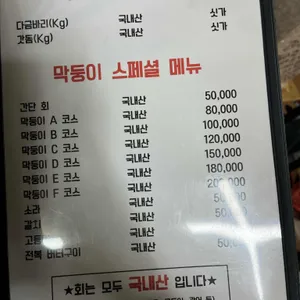 국내산 싯가
다금바리(Kg) 국내산 싯가
갓돔(Kg)
막둥이 스페셜 메뉴
간단 회 국내산 50,000
막둥이 A 코스 국내산 80,000
막둥이 B 코스 국내산 100,000
막둥이 C 코스 국내산 120,000
막둥이 D 코스 국내산 150,000
막둥이 E 코스 국내산 180,000
막둥이 F 코스 국내산
소라 국내산
갈치 국내산
국내산
전복 버터구이 국내산
★회는 모두 국내산 입니다★